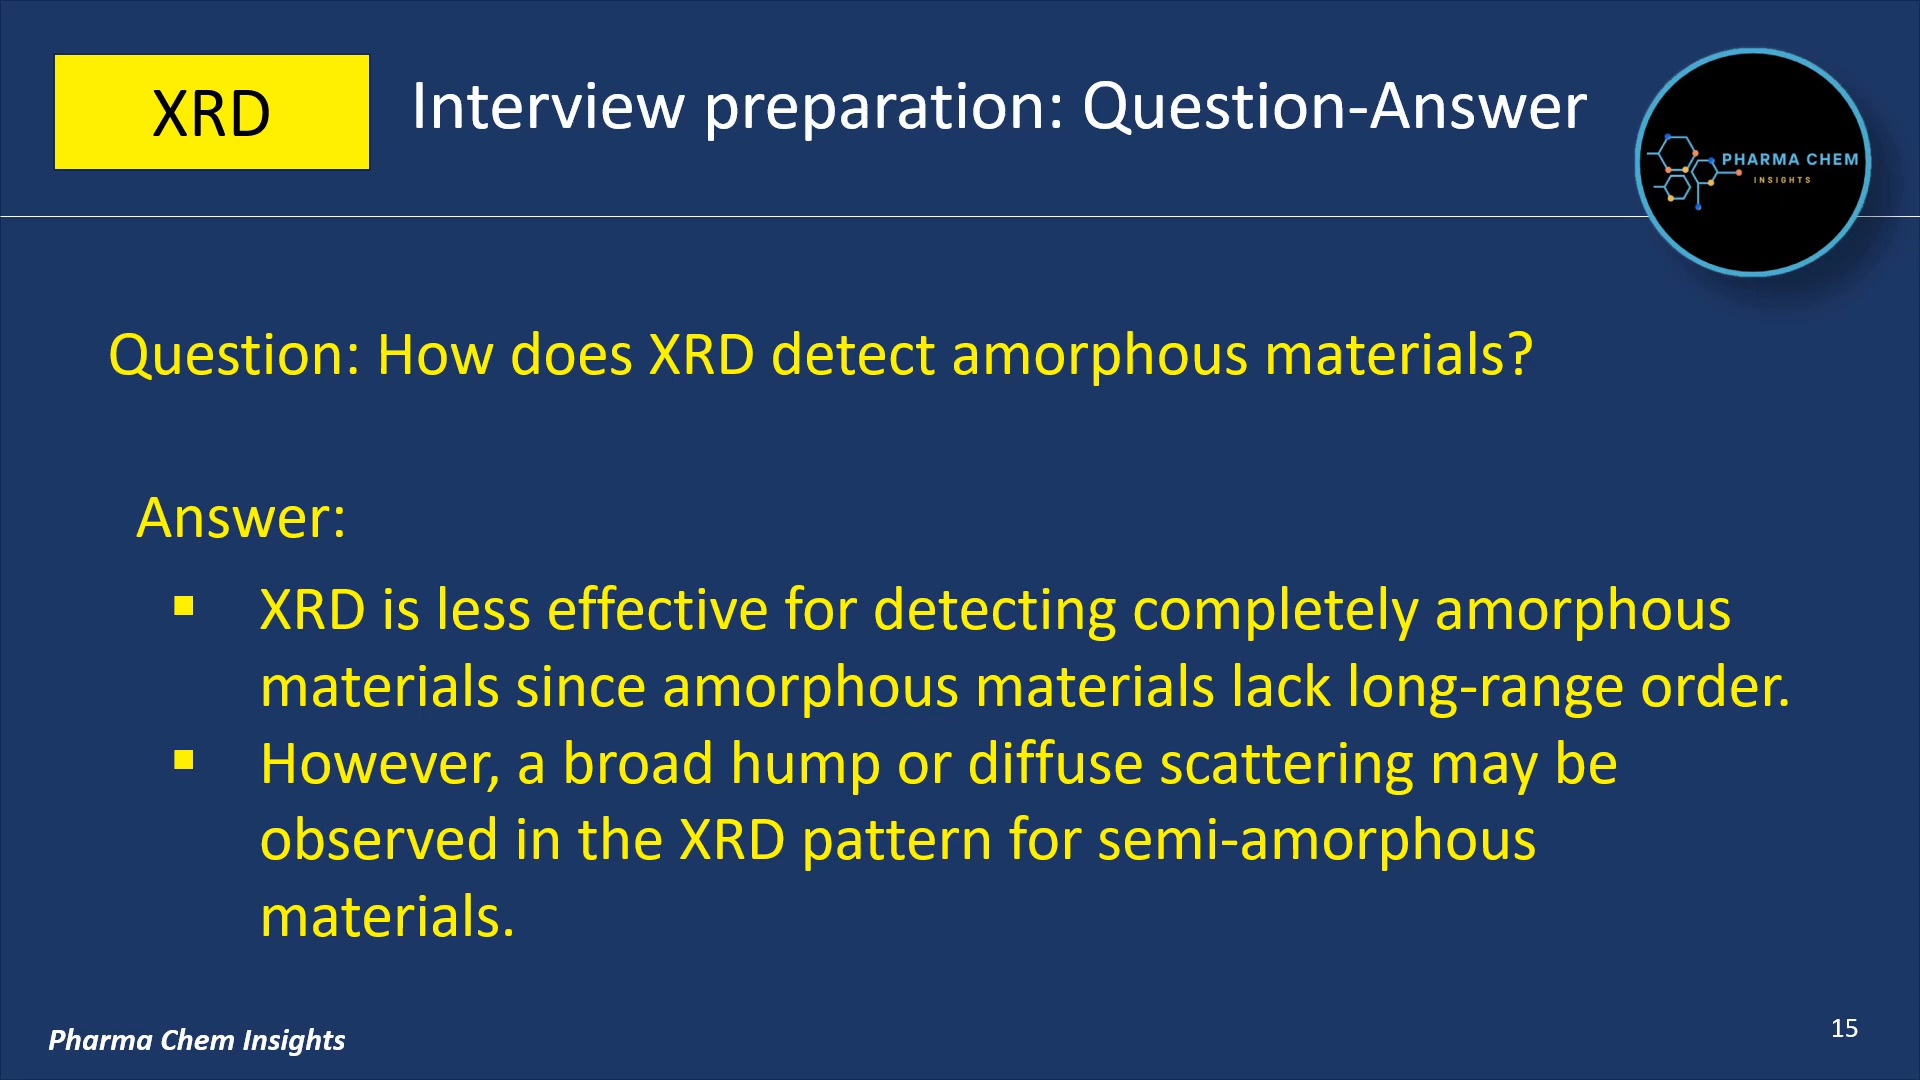 XRD
Interview preparation: Question-Answer
PHARMA CHEM
INSIGHTS
Question: How does XRD detect amorphous materials?
Answer:
▪ XRD is less effective for detecting completely amorphous
materials since amorphous materials lack long-range order.
▪ However, a broad hump or diffuse scattering may be
observed in the XRD pattern for semi-amorphous
materials.
Pharma Chem Insights
15